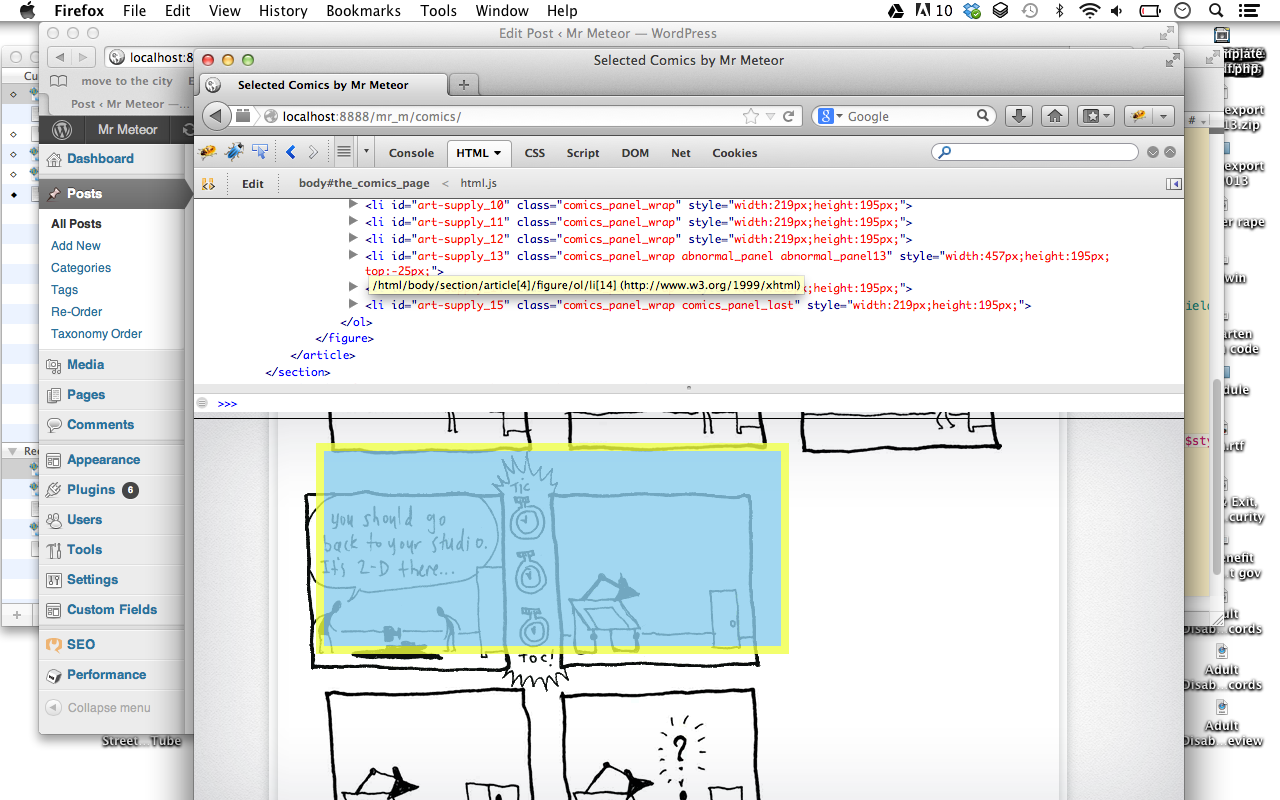 Firefox File Edit View History Bookmarks Tools Window Help 10
Edit Post ‹ Mr Meteor — WordPress
localhost:8
Cu
move to the city E
Post ‹ Mr Meteor —...
Mr Meteor
Dashboard
Posts
All Posts
Add New
Categories
Tags
Re-Order
Taxonomy Order
Media
Pages
Comments
Re
Appearance
Plugins 6
Users
Tools
Settings
Custom Fields
SEO
Performance
Collapse menu
Street...Tube
Selected Comics by Mr Meteor
Selected Comics by Mr Meteor
localhost:8888/mr_m/comics/
Google
Console HTML CSS Script DOM Net Cookies
Edit body#the_comics_page < html.js
<li id="art-supply_10" class="comics_panel_wrap" style="width:219px;height:195px;">
<li id="art-supply_11" class="comics_panel_wrap" style="width:219px;height:195px;">
<li id="art-supply_12" class="comics_panel_wrap" style="width:219px;height:195px;">
<li id="art-supply_13" class="comics_panel_wrap abnormal_panel abnormal_panel13" style="width:457px;height:195px;
top:-25px;">
/html/body/section/article[4]/figure/ol/li[14] (http://www.w3.org/1999/xhtml)
px;height:195px;">
<li id="art-supply_15" class="comics_panel_wrap comics_panel_last" style="width:219px;height:195px;">
</ol>
</figure>
</article>
</section>
>>>
TIC
you should go
back to your studio.
It's 2-D there...
TOC!
?
mplate
f.php
#
export
13.zip
export
2013
er rape
win
ield
arten
code
dule
$sty
.rtf
& Exit,
...curity
enefit
...t gov
dult
Disab...cords
Adult
Disab...cords
Adult
Disab...eview